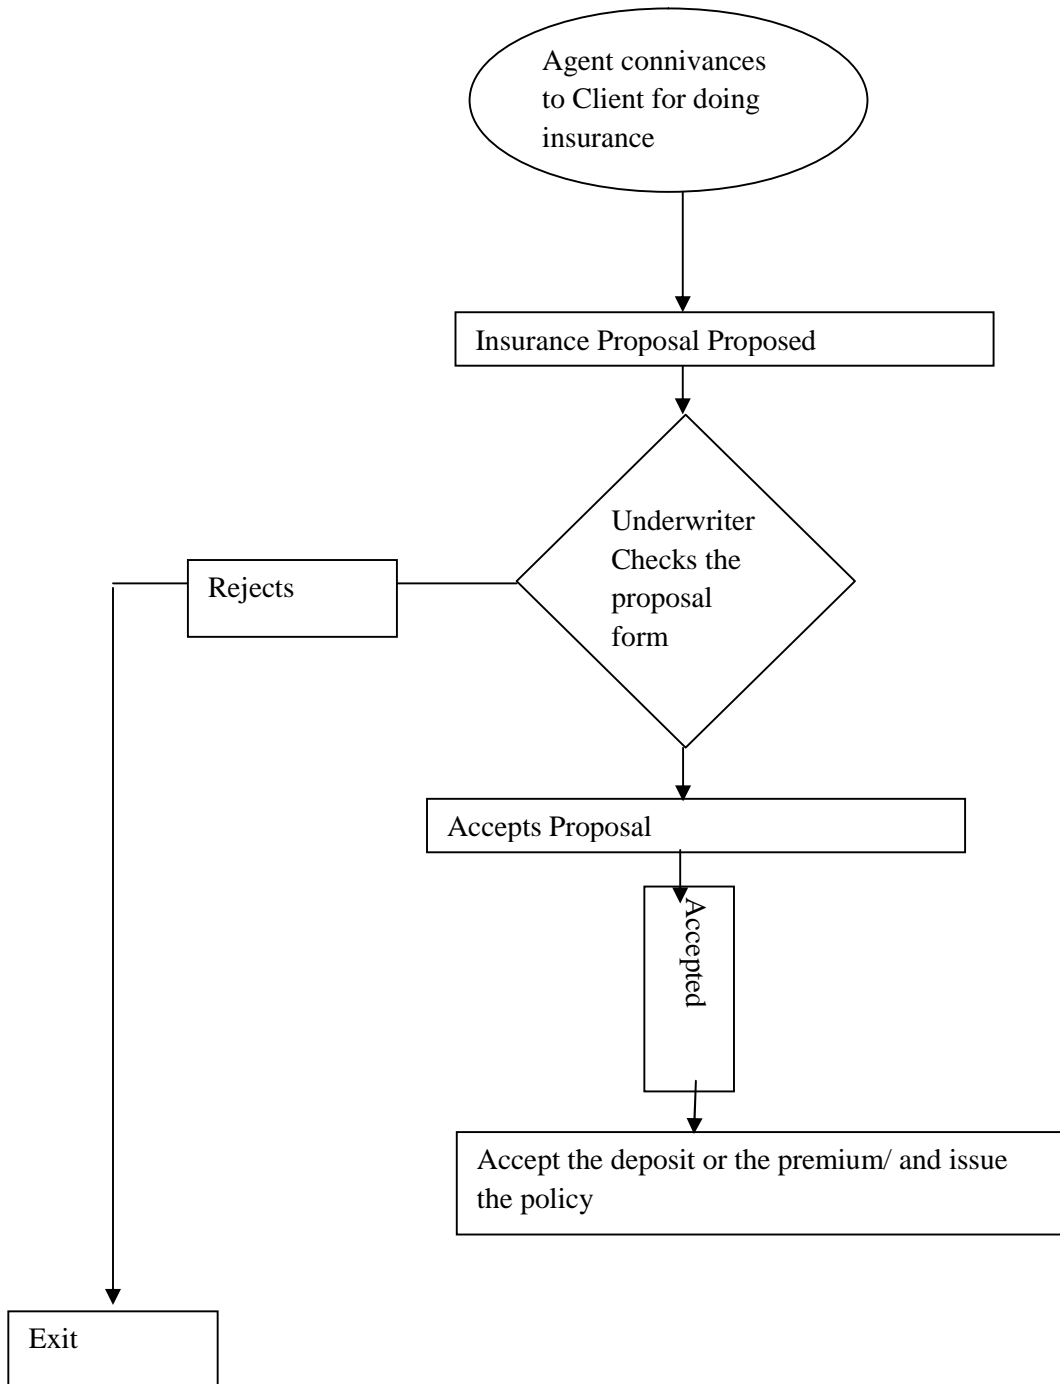 Agent connivances
to Client for doing
insurance
Insurance Proposal Proposed
Underwriter
Checks the
proposal
form
Rejects
Accepts Proposal
Accepted
Accept the deposit or the premium/ and issue
the policy
Exit